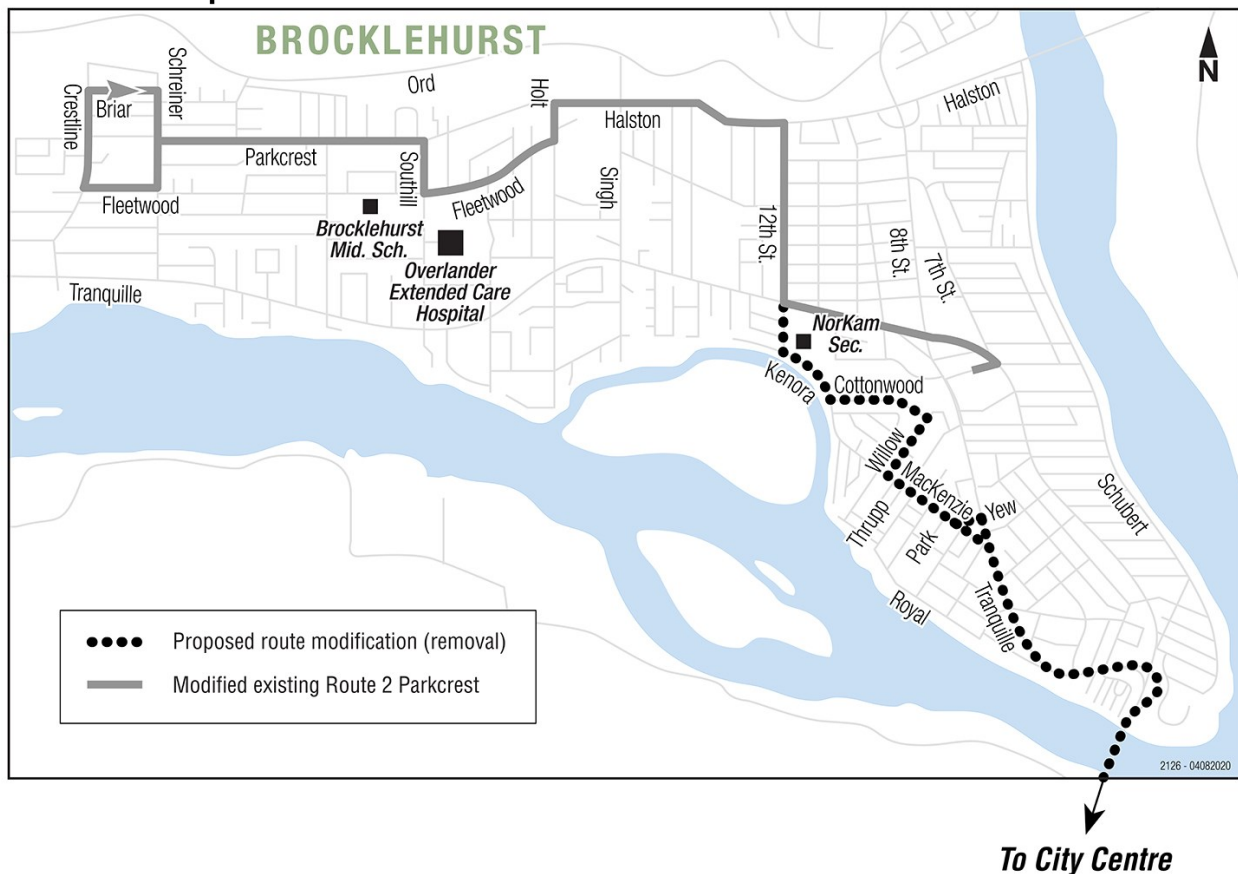 BROCKLEHURST
N
Schreiner
Crestline
Briar
Ord
Holt
Halston
Halston
Parkcrest
Southill
Fleetwood
Fleetwood
Singh
12th St.
8th St.
7th St.
Brocklehurst
Mid. Sch.
Overlander
Extended Care
Hospital
Tranquille
NorKam
Sec.
Kenora
Cottonwood
Willow
MacKenzie
Yew
Thrupp
Park
Schubert
Royal
Tranquille
Proposed route modification (removal)
Modified existing Route 2 Parkcrest
2126 - 04082020
To City Centre